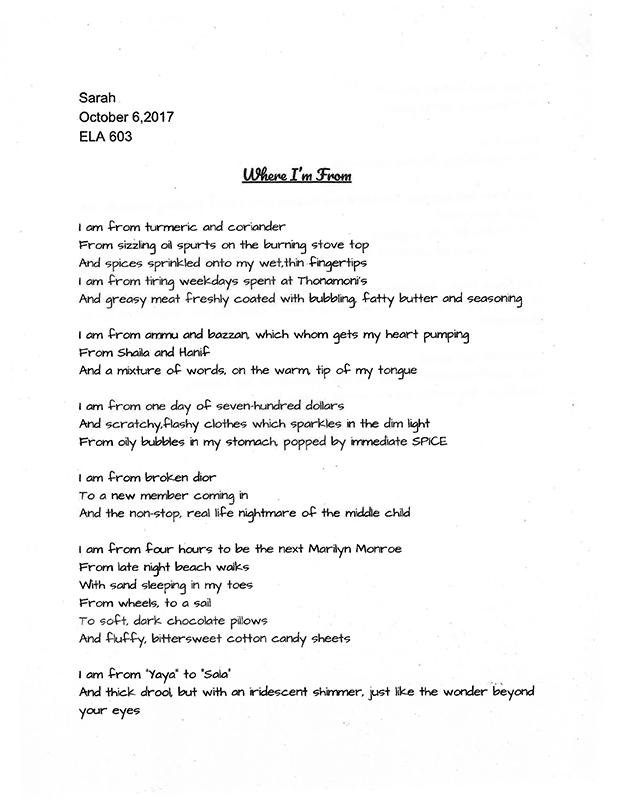 Sarah
October 6,2017
ELA 603
Where I'm From
I am from turmeric and coriander
From sizzling oil spurts on the burning stove top
And spices sprinkled onto my wet,thin fingertips
I am from tiring weekdays spent at Thonamoni's
And greasy meat freshly coated with bubbling, fatty butter and seasoning
I am from ammu and bazzan, which whom gets my heart pumping
From Shaila and Hanif
And a mixture of words, on the warm, tip of my tongue
I am from one day of seven-hundred dollars
And scratchy,flashy clothes which sparkles in the dim light
From oily bubbles in my stomach, popped by immediate SPICE
I am from broken dior
To a new member coming in
And the non-stop, real life nightmare of the middle child
I am from four hours to be the next Marilyn Monroe
From late night beach walks
With sand sleeping in my toes
From wheels, to a sail
To soft, dark chocolate pillows
And fluffy, bittersweet cotton candy sheets
I am from "Yaya" to "Saia"
And thick drool, but with an iridescent shimmer, just like the wonder beyond
your eyes